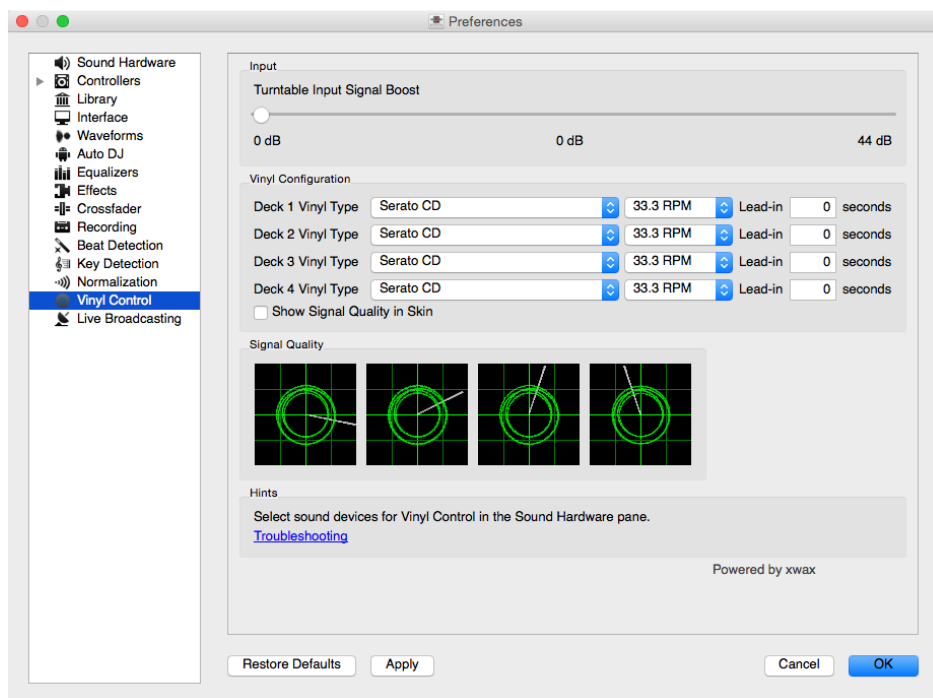 Preferences
Sound Hardware
Controllers
Library
Interface
Waveforms
Auto DJ
Equalizers
Effects
Crossfader
Recording
Beat Detection
Key Detection
Normalization
Vinyl Control
Live Broadcasting
Input
Turntable Input Signal Boost
0 dB 0 dB 44 dB
Vinyl Configuration
Deck 1 Vinyl Type Serato CD 33.3 RPM Lead-in 0 seconds
Deck 2 Vinyl Type Serato CD 33.3 RPM Lead-in 0 seconds
Deck 3 Vinyl Type Serato CD 33.3 RPM Lead-in 0 seconds
Deck 4 Vinyl Type Serato CD 33.3 RPM Lead-in 0 seconds
Show Signal Quality in Skin
Signal Quality
Hints
Select sound devices for Vinyl Control in the Sound Hardware pane.
Troubleshooting
Powered by xwax
Restore Defaults Apply Cancel OK